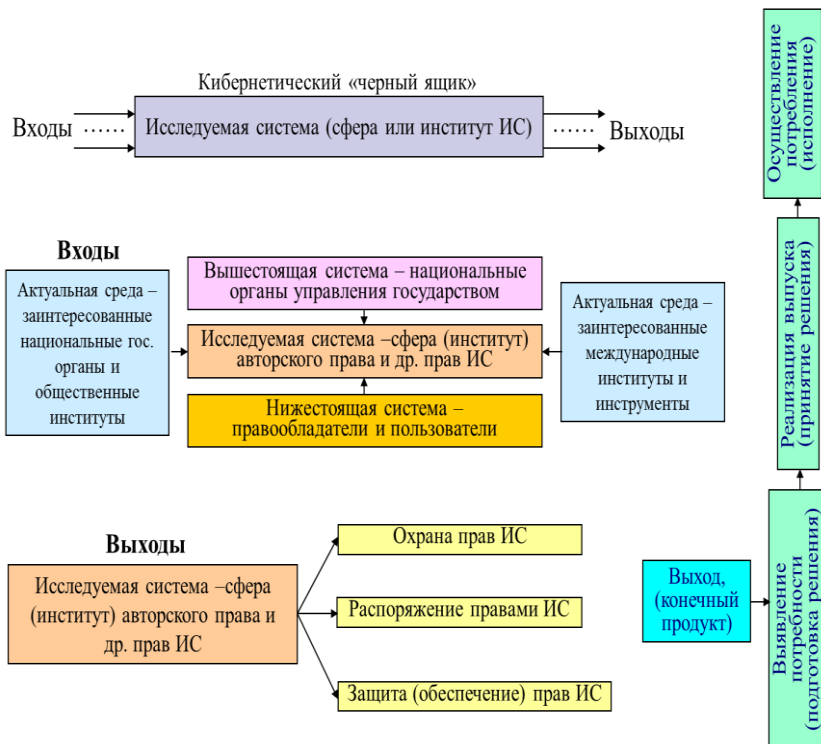 Кибернетический «черный ящик»
Входы
......
Исследуемая система (сфера или институт ИС)
......
Выходы
Входы
Актуальная среда –
заинтересованные
национальные гос.
органы и
общественные
институты
Вышестоящая система – национальные
органы управления государством
Исследуемая система –сфера (институт)
авторского права и др. прав ИС
Нижестоящая система –
правообладатели и пользователи
Актуальная среда –
заинтересованные
международные
институты и
инструменты
Выходы
Исследуемая система –сфера
(институт) авторского права и
др. прав ИС
Охрана прав ИС
Распоряжение правами ИС
Защита (обеспечение) прав ИС
Выход,
(конечный
продукт)
Выявление
потребности
(подготовка решения)
Реализация выпуска
(принятие решения)
Осуществление
потребления
(исполнение)